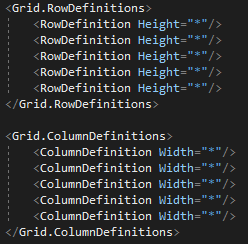 <Grid.RowDefinitions>
    <RowDefinition Height="*"/>
    <RowDefinition Height="*"/>
    <RowDefinition Height="*"/>
    <RowDefinition Height="*"/>
    <RowDefinition Height="*"/>
</Grid.RowDefinitions>

<Grid.ColumnDefinitions>
    <ColumnDefinition Width="*"/>
    <ColumnDefinition Width="*"/>
    <ColumnDefinition Width="*"/>
    <ColumnDefinition Width="*"/>
    <ColumnDefinition Width="*"/>
</Grid.ColumnDefinitions>